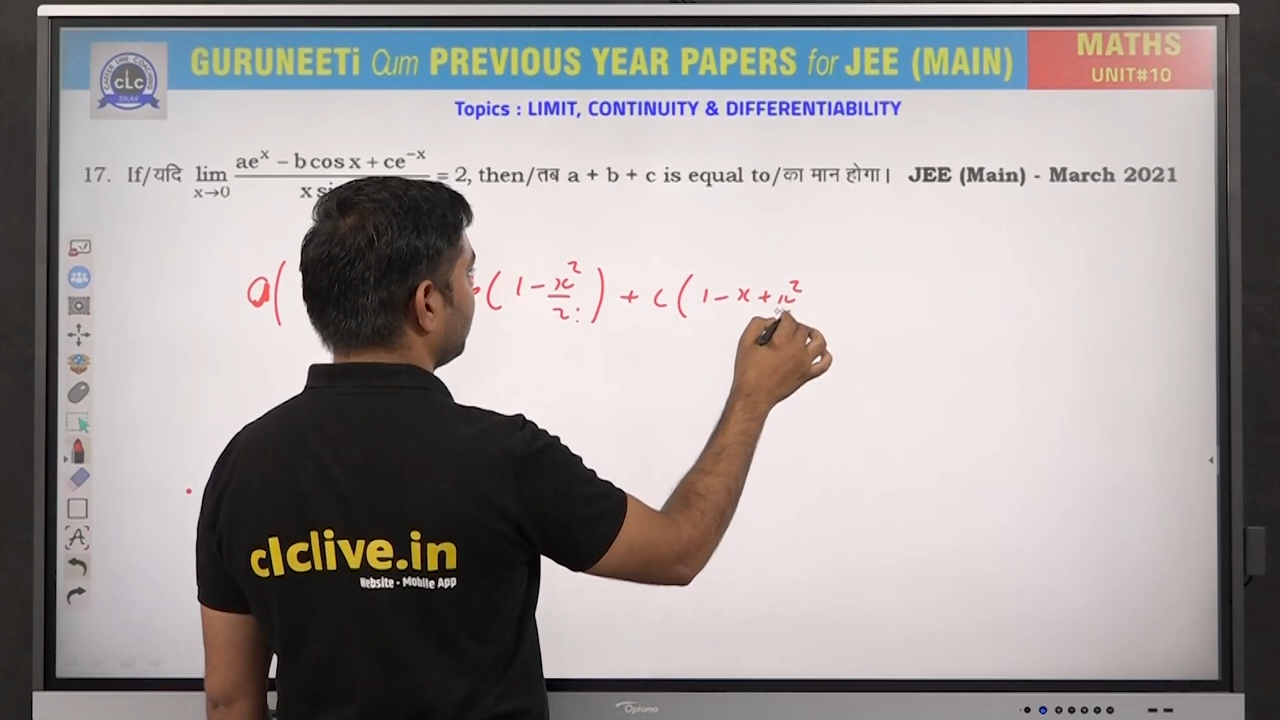 GURUNEETi Cum PREVIOUS YEAR PAPERS for JEE (MAIN)
MATHS
UNIT#10
CLC
SIKAR
Topics : LIMIT, CONTINUITY & DIFFERENTIABILITY
17. If/यदि lim x→0 (ae^x − b cos x + ce^−x) / x = 2, then/तब a + b + c is equal to/का मान होगा। JEE (Main) - March 2021
a( (1 − x²/2!) + c(1 − x + x²
clclive.in
Website - Mobile App
Optoma